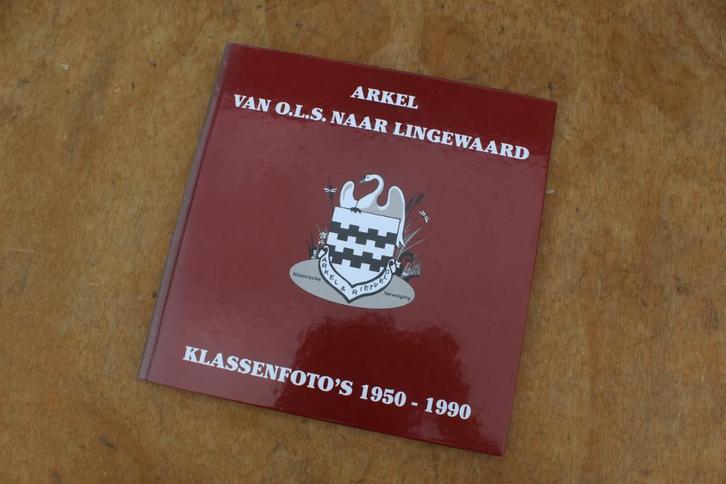 ARKEL
VAN O.L.S. NAAR LINGEWAARD
Historische
ARKEL & RIETVELD
Vereniging
KLASSENFOTO'S 1950 - 1990